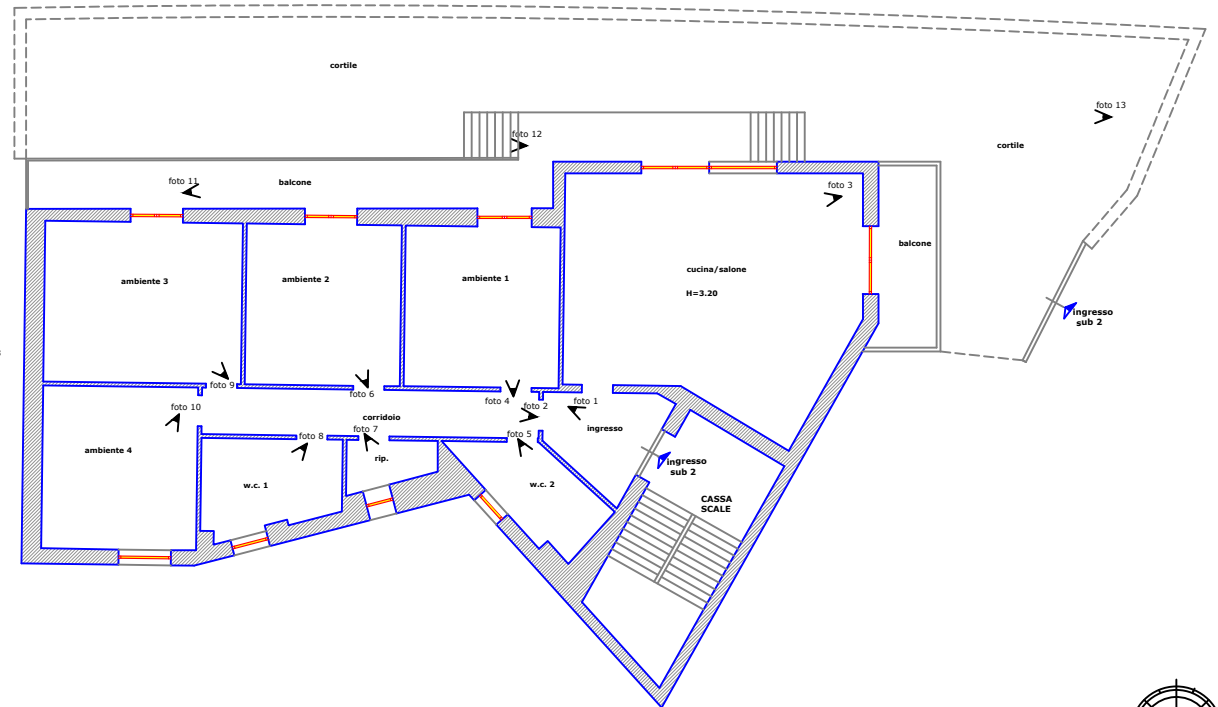 cortile
foto 13
foto 12
cortile
foto 11
balcone
foto 3
balcone
ambiente 3
ambiente 2
ambiente 1
cucina/salone
H=3.20
ingresso
sub 2
foto 9
foto 6
foto 10
foto 4
foto 2
foto 1
corridoio
foto 7
foto 8
foto 5
ingresso
ambiente 4
rip.
w.c. 1
w.c. 2
ingresso
sub 2
CASSA
SCALE